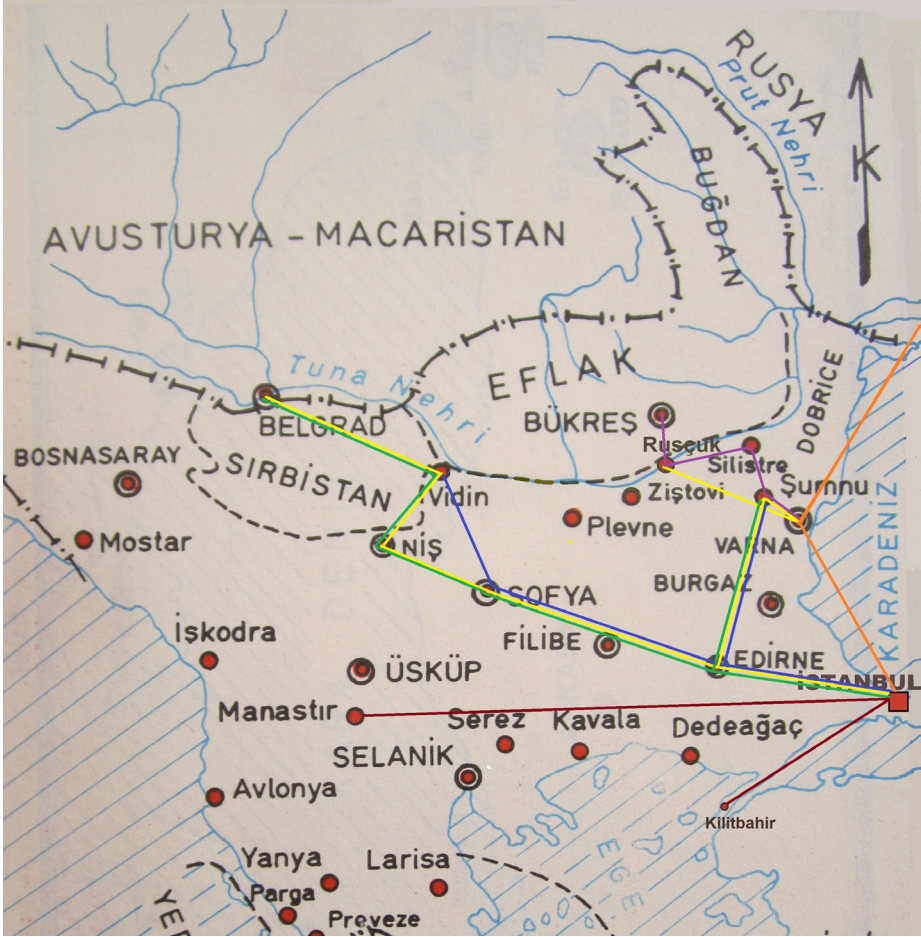 RUSYA
Prut Nehri
K
BUĞDAN
AVUSTURYA - MACARİSTAN
Tuna Nehri
EFLAK
DOBRİCE
BELGRAD
BÜKREŞ
Rusçuk
BOSNASARAY
SIRBİSTAN
Vidin
Silistre
Ziştovi
Şumnu
Plevne
Mostar
NİŞ
VARNA
KARADENİZ
SOFYA
BURGAZ
İşkodra
FİLİBE
EDİRNE
ÜSKÜP
İSTANBUL
Manastır
Serez
Kavala
Dedeağaç
SELANİK
Avlonya
Kilitbahir
EGE
Yanya
Larisa
Parga
Preveze